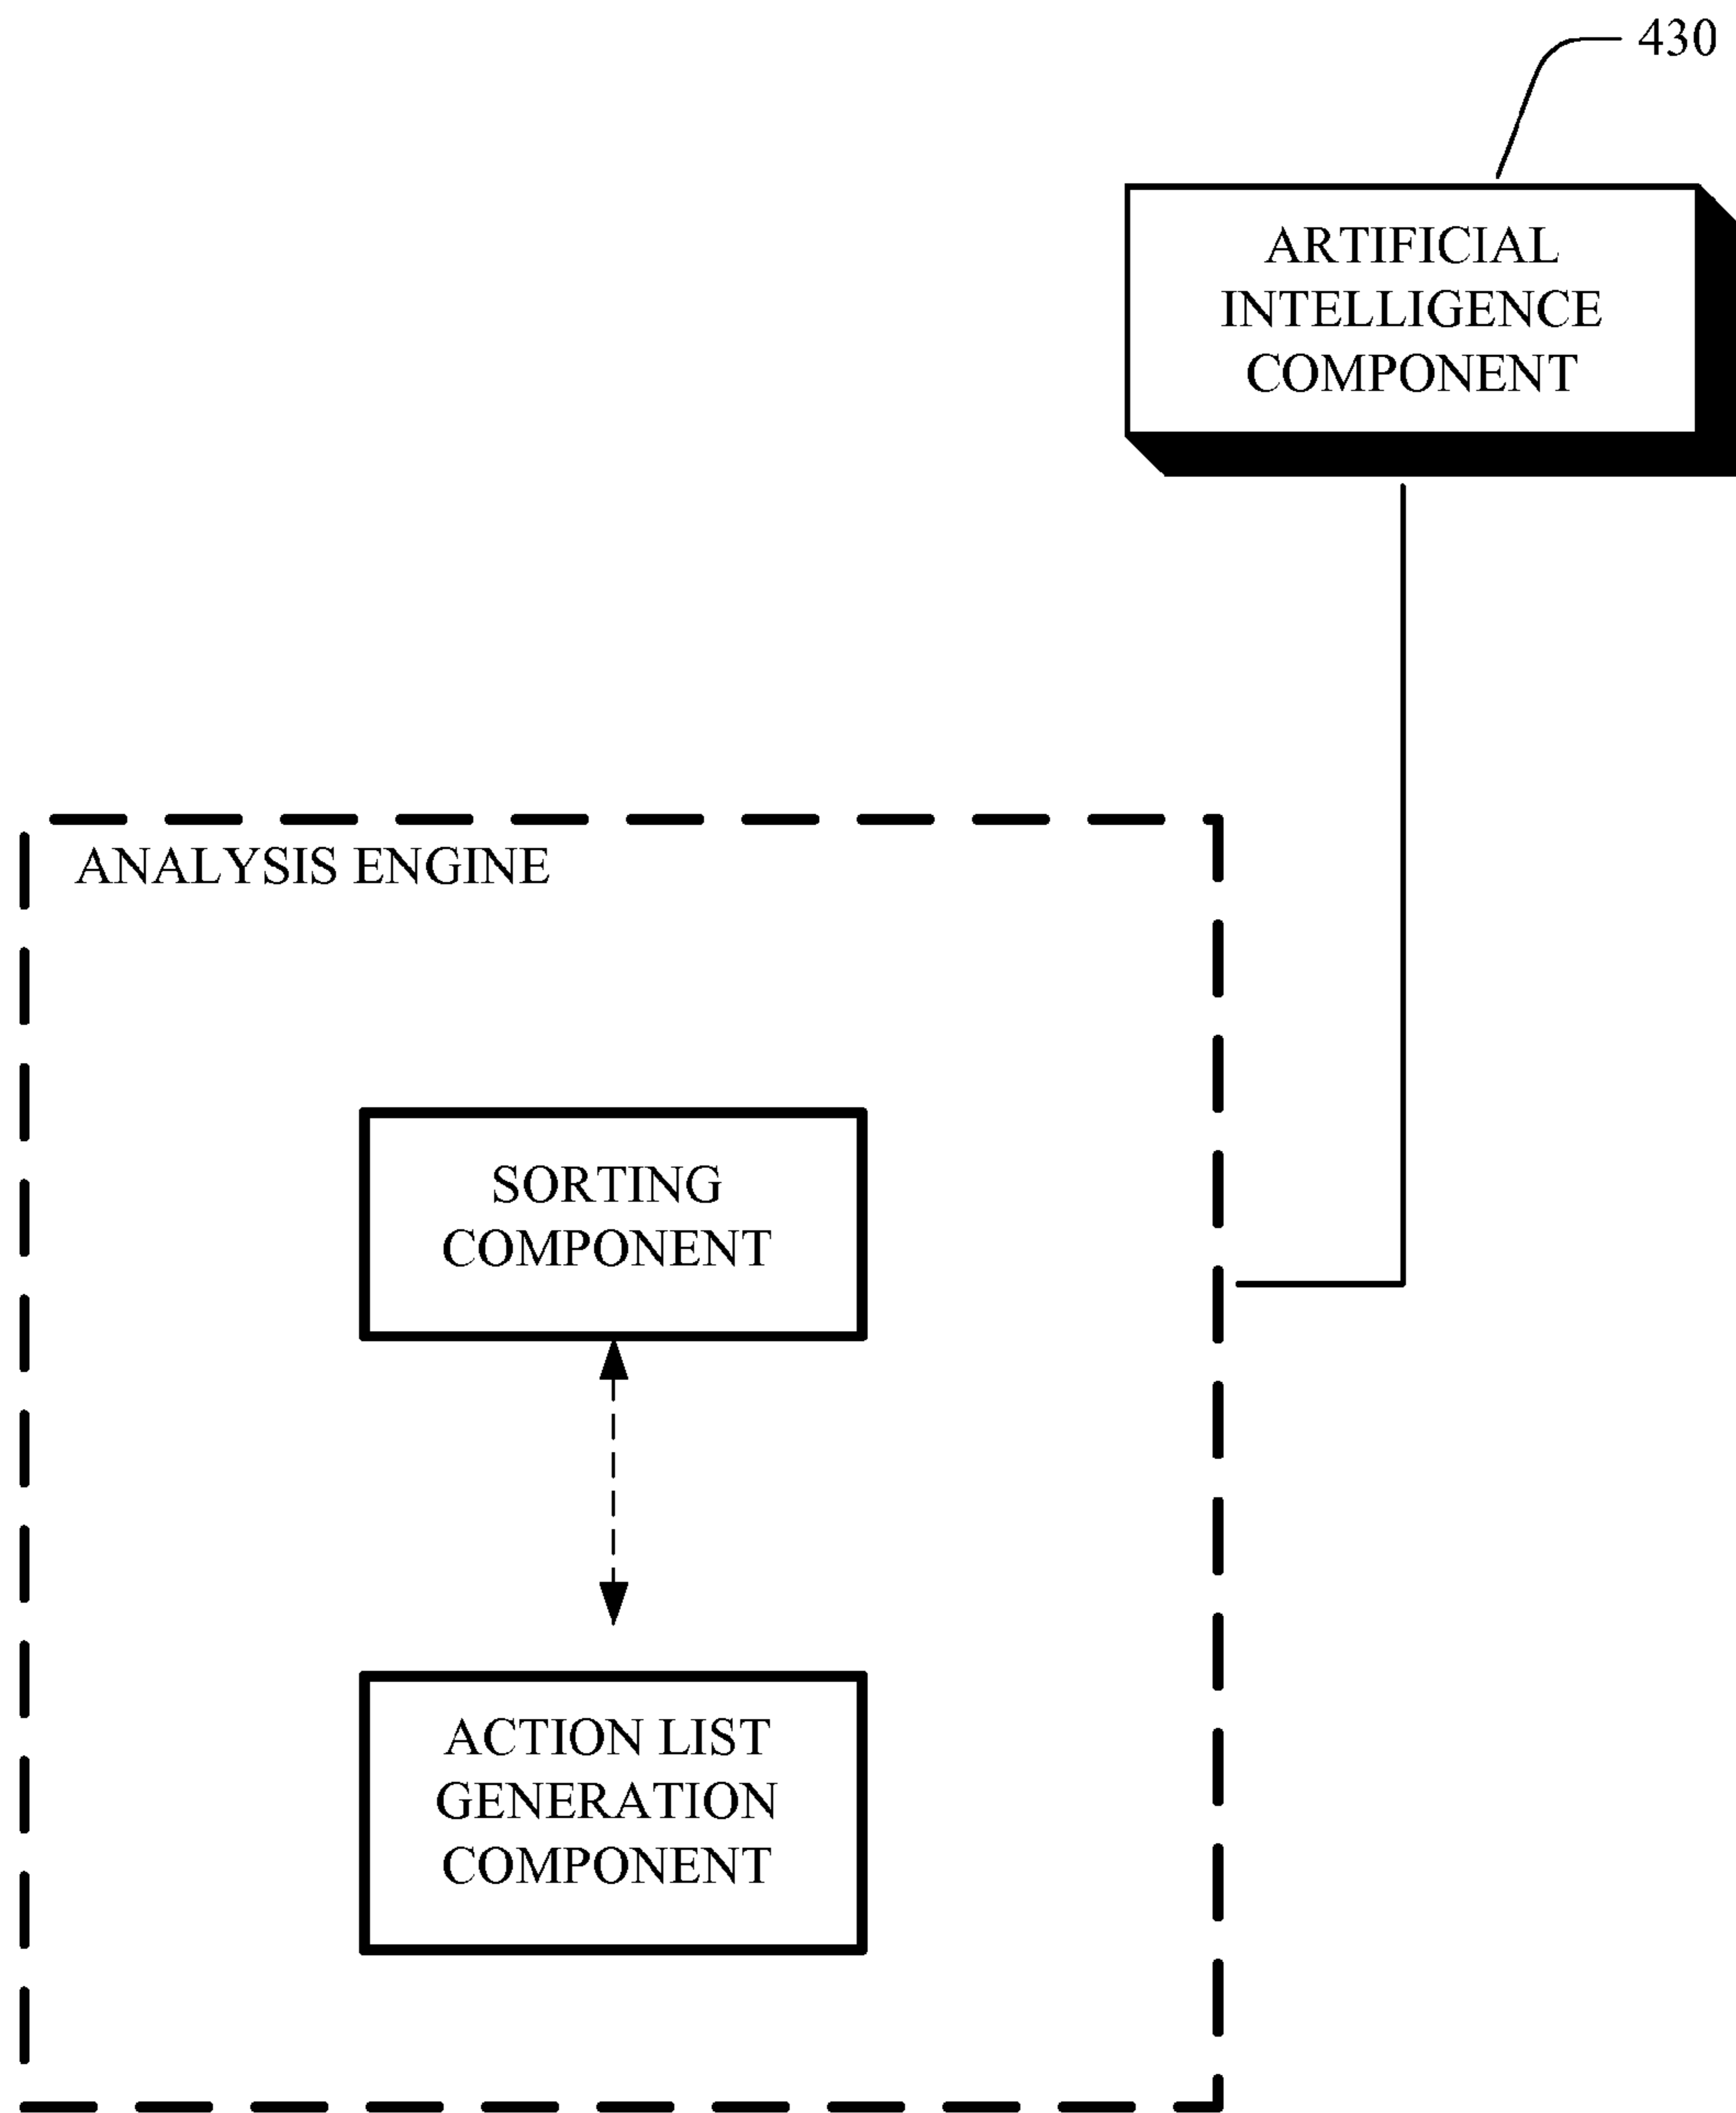 430
ARTIFICIAL
INTELLIGENCE
COMPONENT
ANALYSIS ENGINE
SORTING
COMPONENT
ACTION LIST
GENERATION
COMPONENT